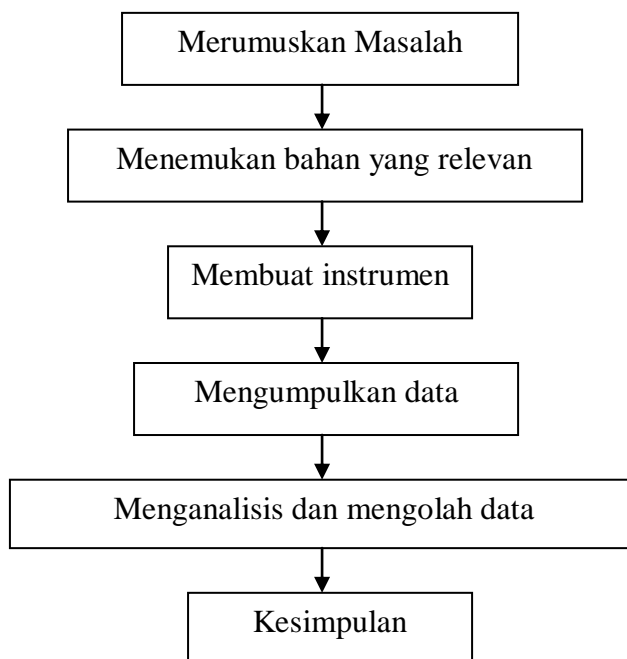 Merumuskan Masalah
Menemukan bahan yang relevan
Membuat instrumen
Mengumpulkan data
Menganalisis dan mengolah data
Kesimpulan